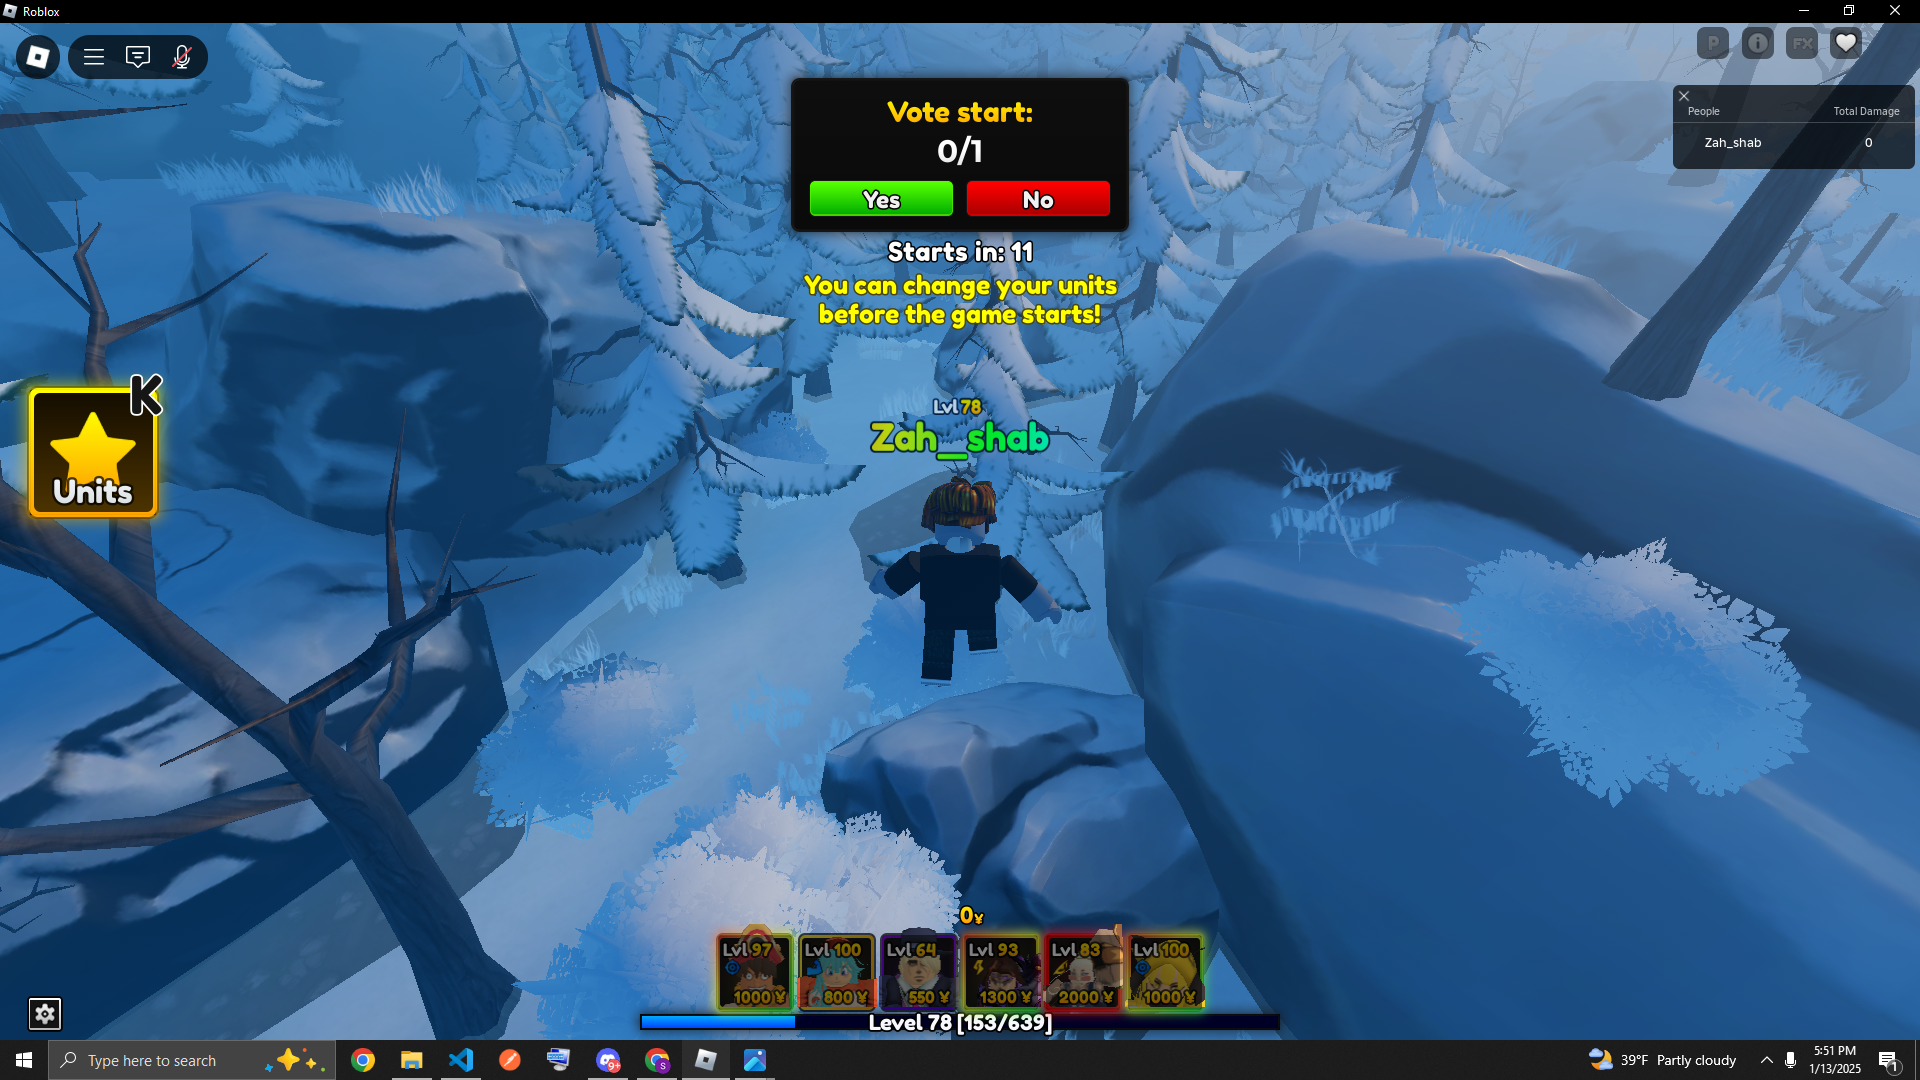 Roblox
P
FX
Vote start:
0/1
Yes
No
Starts in: 11
You can change your units
before the game starts!
People
Total Damage
Zah_shab
0
K
Units
Lvl 78
Zah_shab
0¥
Lvl 97
1000 ¥
Lvl 100
800 ¥
Lvl 64
550 ¥
Lvl 93
1300 ¥
Lvl 83
2000 ¥
Lvl 100
1000 ¥
Level 78 [153/639]
Type here to search
9+
S
39°F Partly cloudy
5:51 PM
1/13/2025
1